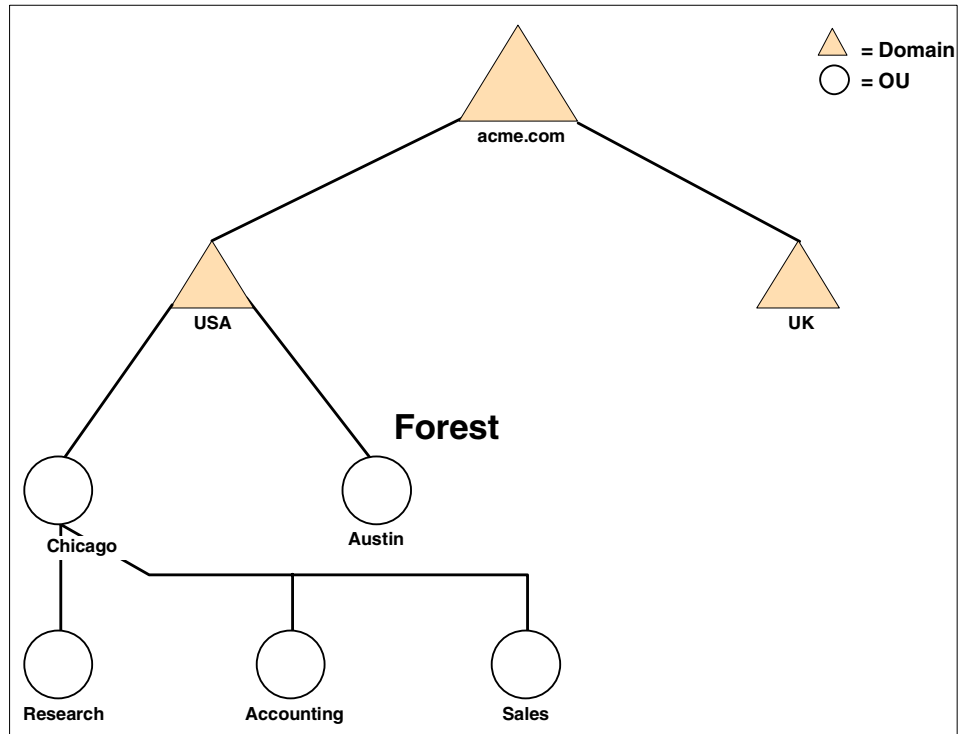 = Domain
= OU
acme.com
USA
UK
Forest
Chicago
Austin
Research
Accounting
Sales